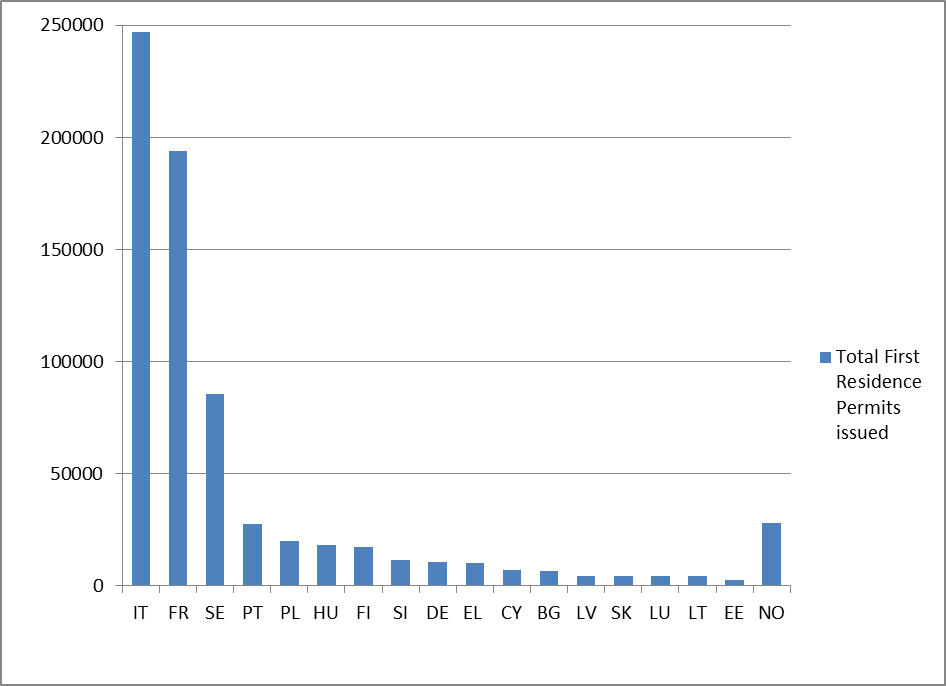 250000
200000
150000
100000
50000
0
IT FR SE PT PL HU FI SI DE EL CY BG LV SK LU LT EE NO
Total First
Residence
Permits
issued